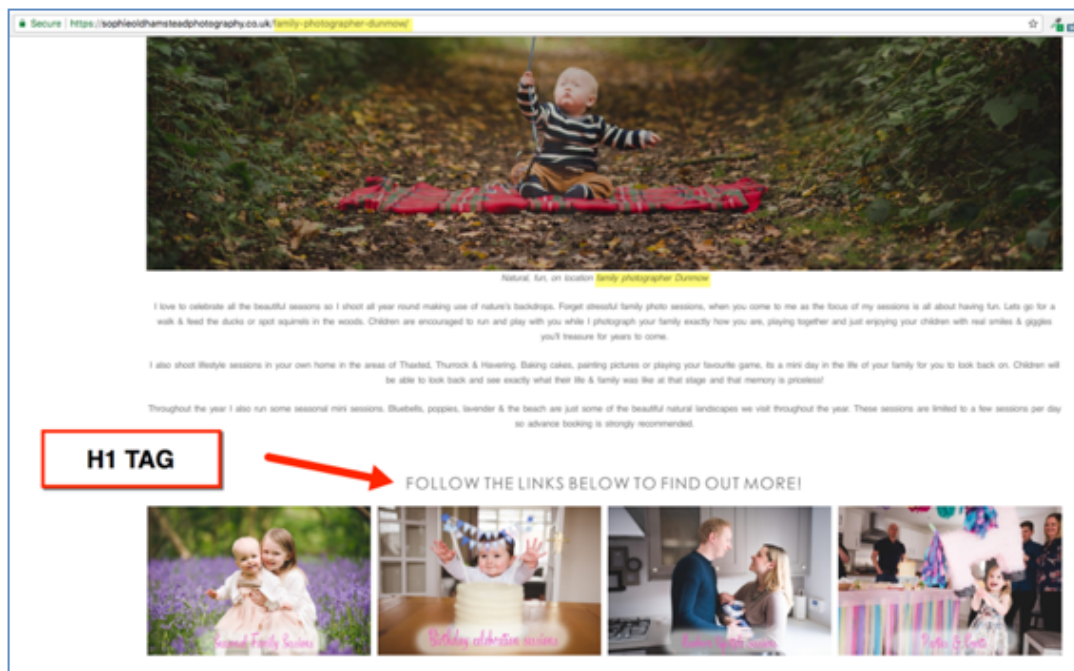 Secure | https://sophieoldhamsteadphotography.co.uk/family-photographer-dunmow/
Natural, fun, on location family photographer Dunmow
I love to celebrate all the beautiful seasons so I shoot all year round making use of nature's backdrops. Forget stressful family photo sessions, when you come to me as the focus of my sessions is all about having fun. Lets go for a
walk & feed the ducks or spot squirrels in the woods. Children are encouraged to run and play with you while I photograph your family exactly how you are, playing together and just enjoying your children with real smiles & giggles
you'll treasure for years to come.
I also shoot lifestyle sessions in your own home in the areas of Thaxted, Thurrock & Havering. Baking cakes, painting pictures or playing your favourite game, its a mini day in the life of your family for you to look back on. Children will
be able to look back and see exactly what their life & family was like at that stage and that memory is priceless!
Throughout the year I also run some seasonal mini sessions. Bluebells, poppies, lavender & the beach are just some of the beautiful natural landscapes we visit throughout the year. These sessions are limited to a few sessions per day
so advance booking is strongly recommended.
H1 TAG
FOLLOW THE LINKS BELOW TO FIND OUT MORE!
Family Sessions
Birthday celebration sessions
Parties & Events